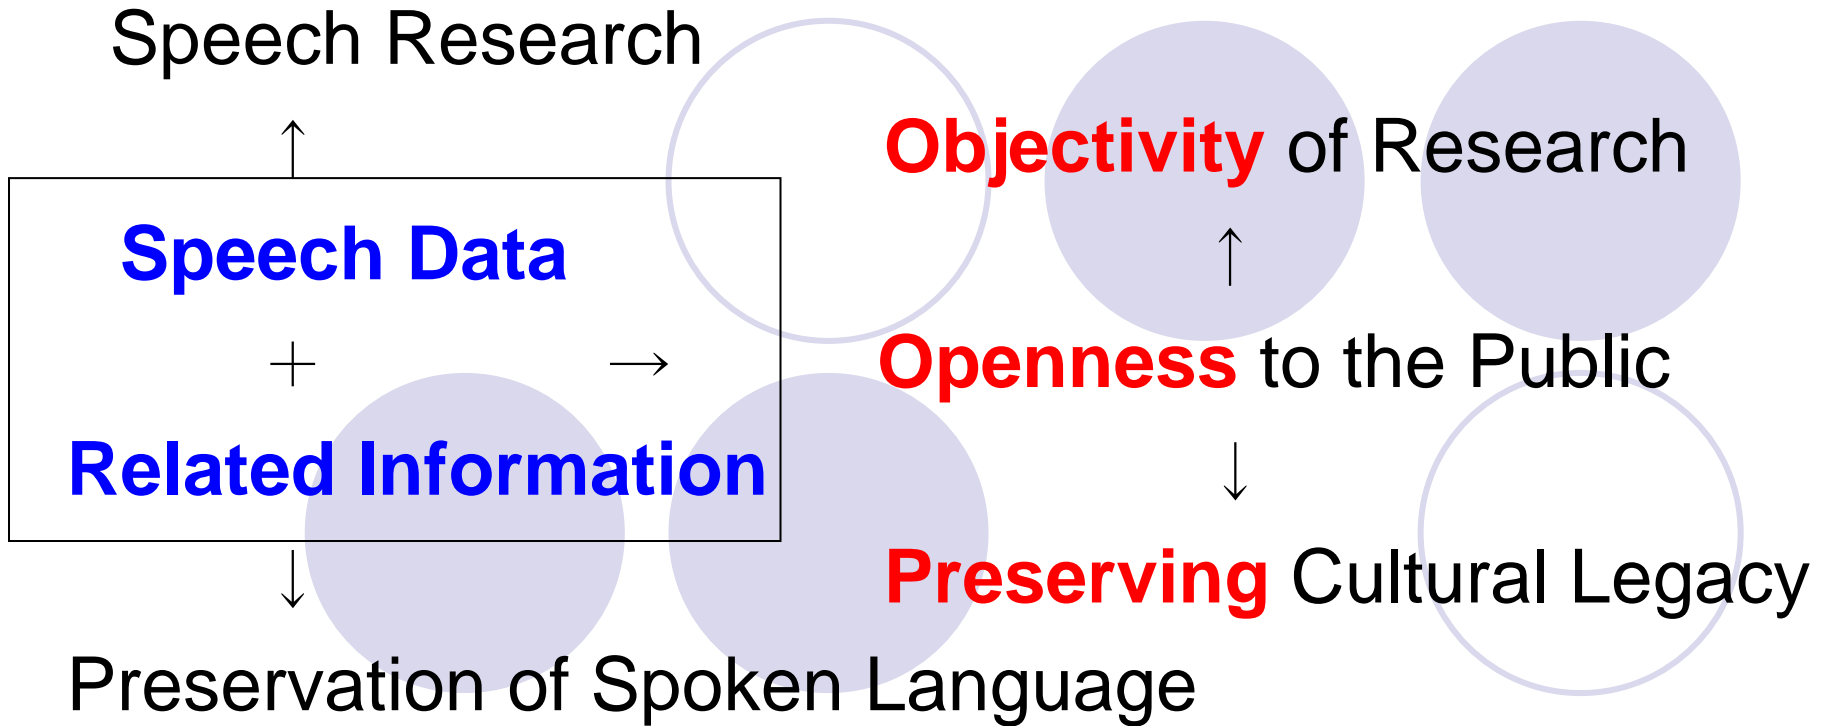 Speech Research
↑
Speech Data
+ →
Related Information
↓
Preservation of Spoken Language
Objectivity of Research
↑
Openness to the Public
↓
Preserving Cultural Legacy